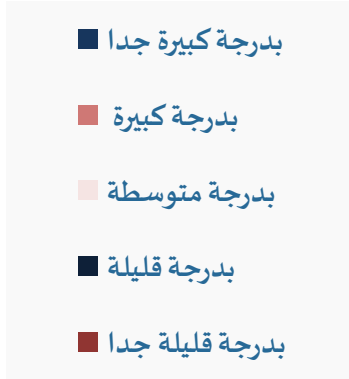 بدرجة كبيرة جدا
بدرجة كبيرة
بدرجة متوسطة
بدرجة قليلة
بدرجة قليلة جدا